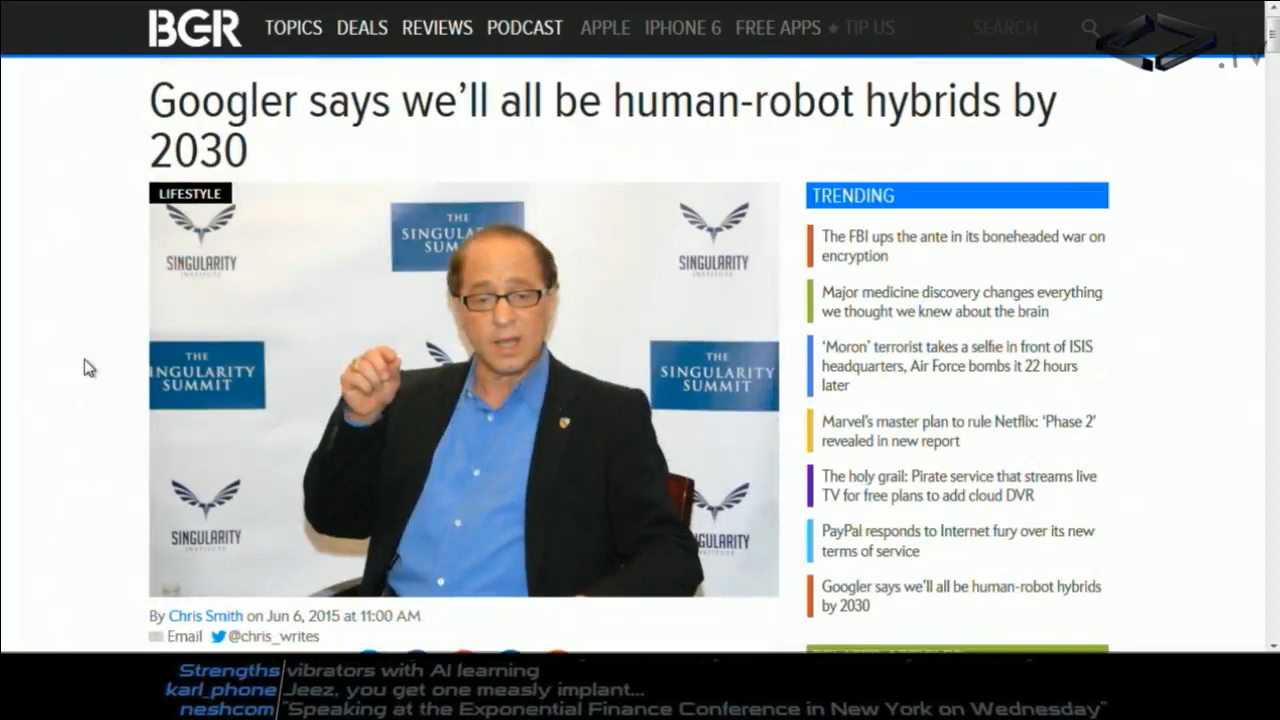 BGR TOPICS DEALS REVIEWS PODCAST APPLE IPHONE 6 FREE APPS ★ TIP US SEARCH
.TV
Googler says we’ll all be human-robot hybrids by
2030
LIFESTYLE
THE
SINGULARITY
SUMMIT
SINGULARITY
INSTITUTE
SINGULARITY
INSTITUTE
THE
SINGULARITY
SUMMIT
THE
SINGULARITY
SUMMIT
SINGULARITY
INSTITUTE
GULARITY
By Chris Smith on Jun 6, 2015 at 11:00 AM
Email @chris_writes
TRENDING
The FBI ups the ante in its boneheaded war on
encryption
Major medicine discovery changes everything
we thought we knew about the brain
‘Moron’ terrorist takes a selfie in front of ISIS
headquarters, Air Force bombs it 22 hours
later
Marvel’s master plan to rule Netflix: ‘Phase 2’
revealed in new report
The holy grail: Pirate service that streams live
TV for free plans to add cloud DVR
PayPal responds to Internet fury over its new
terms of service
Googler says we’ll all be human-robot hybrids
by 2030
Strengths vibrators with AI learning
karl_phone Jeez, you get one measly implant...
neshcom "Speaking at the Exponential Finance Conference in New York on Wednesday"